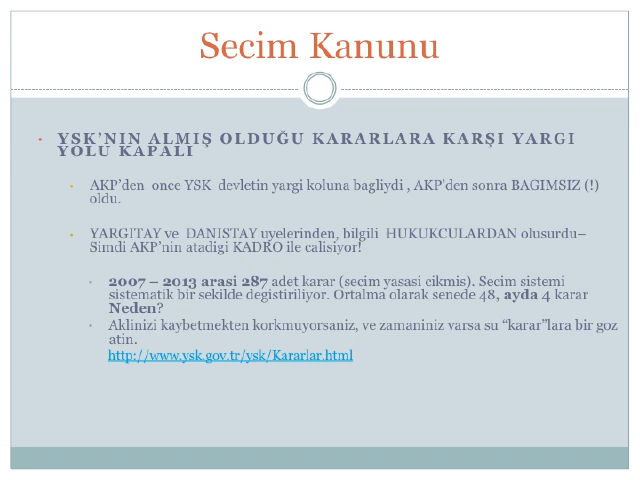 Secim Kanunu
• YSK’NIN ALMIŞ OLDUĞU KARARLARA KARŞI YARGI
YOLU KAPALI
• AKP’den once YSK devletin yargi koluna bagliydi , AKP’den sonra BAGIMSIZ (!)
oldu.
• YARGITAY ve DANISTAY uyelerinden, bilgili HUKUKCULARDAN olusurdu–
Simdi AKP’nin atadigi KADRO ile calisiyor!
• 2007 – 2013 arasi 287 adet karar (secim yasasi cikmis). Secim sistemi
sistematik bir sekilde degistiriliyor. Ortalma olarak senede 48, ayda 4 karar
Neden?
• Aklinizi kaybetmekten korkmuyorsaniz, ve zamaniniz varsa su “karar”lara bir goz
atin.
http://www.ysk.gov.tr/ysk/Kararlar.html